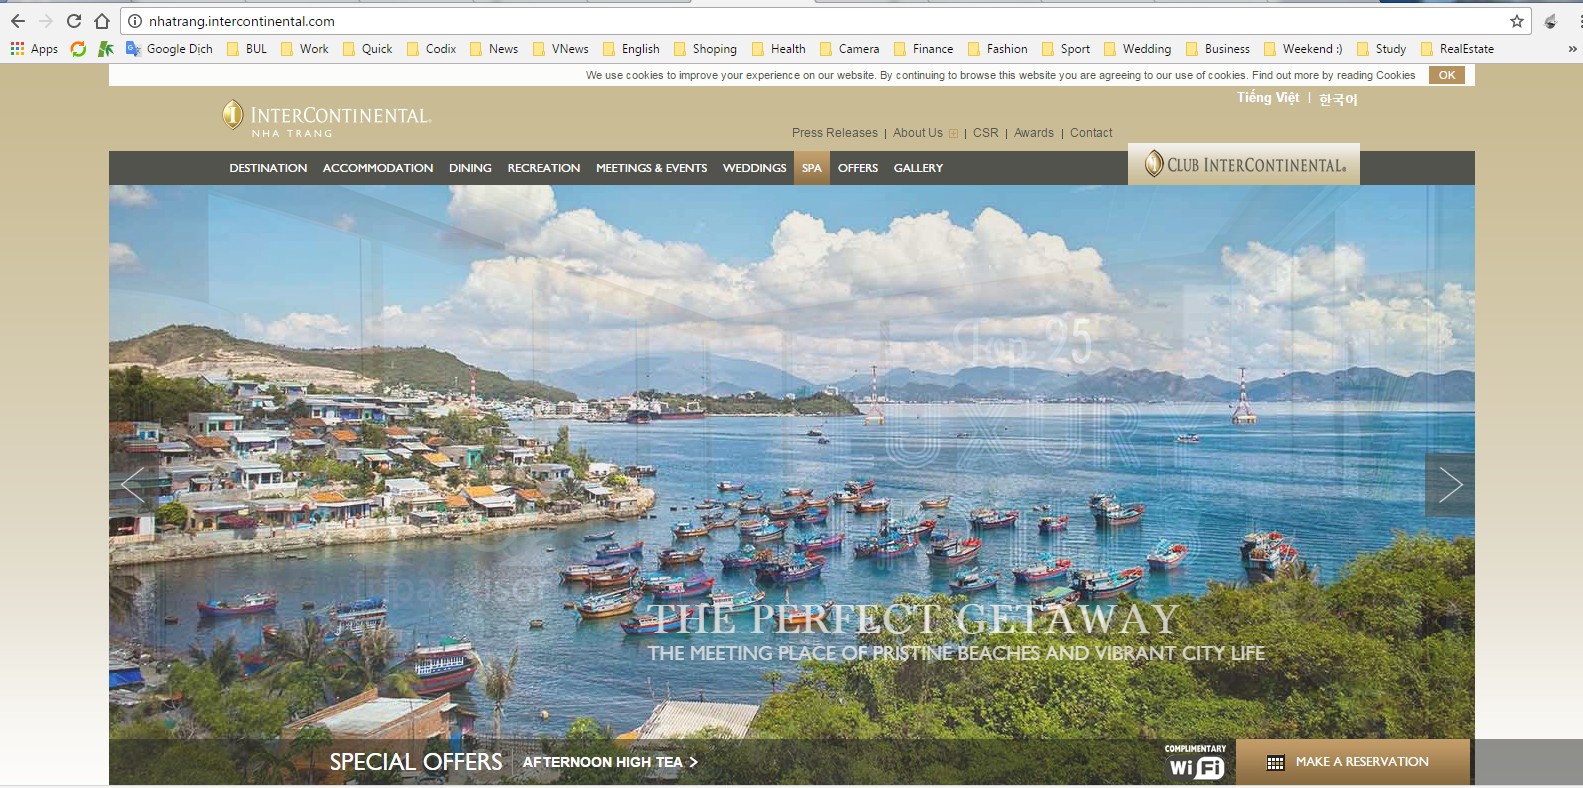 nhatrang.intercontinental.com
Apps Google Dịch BUL Work Quick Codix News VNews English Shoping Health Camera Finance Fashion Sport Wedding Business Weekend :) Study RealEstate »
We use cookies to improve your experience on our website. By continuing to browse this website you are agreeing to our use of cookies. Find out more by reading Cookies OK
Tiếng Việt | 한국어
INTERCONTINENTAL®
NHA TRANG
Press Releases | About Us | CSR | Awards | Contact
DESTINATION ACCOMMODATION DINING RECREATION MEETINGS & EVENTS WEDDINGS SPA OFFERS GALLERY
CLUB INTERCONTINENTAL®
Top 25
LUXURY
THE PERFECT GETAWAY
THE MEETING PLACE OF PRISTINE BEACHES AND VIBRANT CITY LIFE
SPECIAL OFFERS AFTERNOON HIGH TEA >
COMPLIMENTARY
WiFi
MAKE A RESERVATION